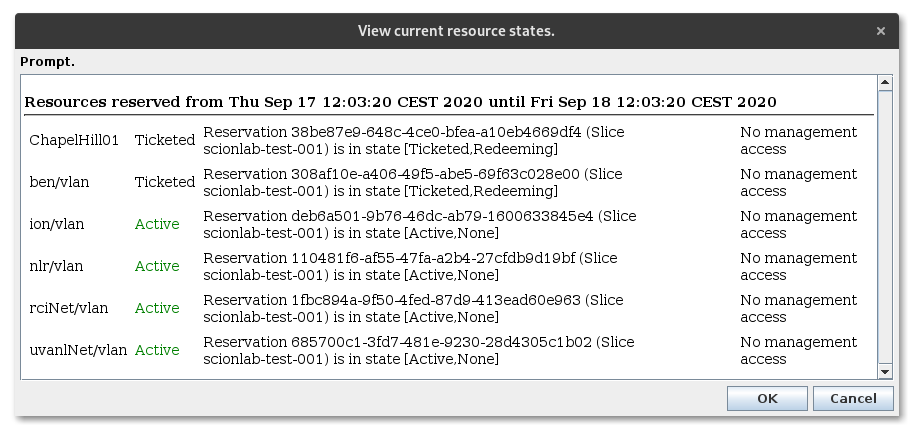 View current resource states.
×
Prompt.
Resources reserved from Thu Sep 17 12:03:20 CEST 2020 until Fri Sep 18 12:03:20 CEST 2020
ChapelHill01 Ticketed Reservation 38be87e9-648c-4ce0-bfea-a10eb4669df4 (Slice No management
scionlab-test-001) is in state [Ticketed,Redeeming] access
ben/vlan Ticketed Reservation 308af10e-a406-49f5-abe5-69f63c028e00 (Slice No management
scionlab-test-001) is in state [Ticketed,Redeeming] access
ion/vlan Active Reservation deb6a501-9b76-46dc-ab79-1600633845e4 (Slice No management
scionlab-test-001) is in state [Active,None] access
nlr/vlan Active Reservation 110481f6-af55-47fa-a2b4-27cfdb9d19bf (Slice No management
scionlab-test-001) is in state [Active,None] access
rciNet/vlan Active Reservation 1fbc894a-9f50-4fed-87d9-413ead60e963 (Slice No management
scionlab-test-001) is in state [Active,None] access
uvanlNet/vlan Active Reservation 685700c1-3fd7-481e-9230-28d4305c1b02 (Slice No management
scionlab-test-001) is in state [Active,None] access
OK Cancel